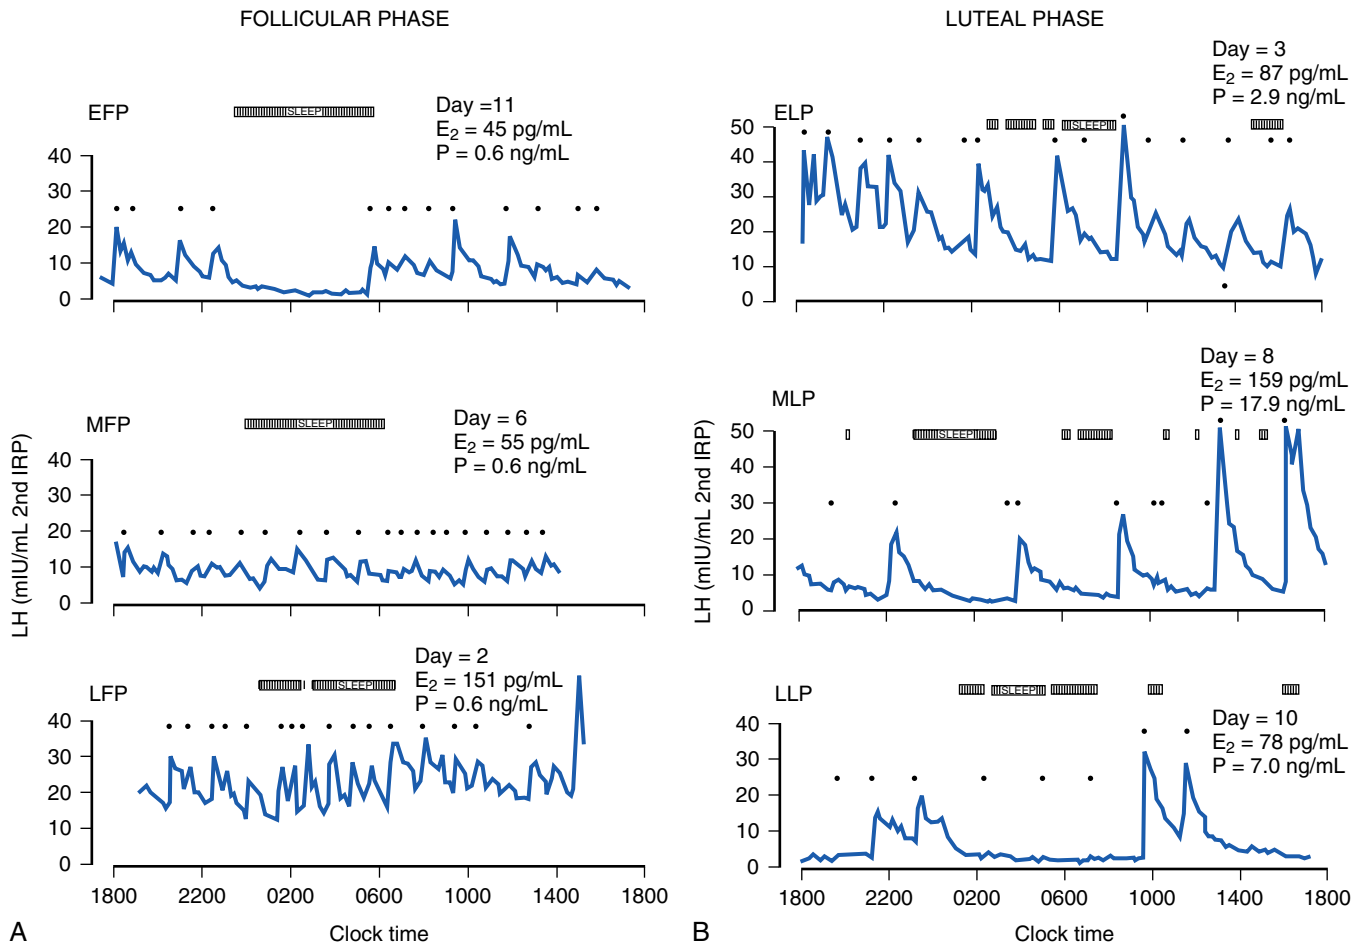 FOLLICULAR PHASE
EFP
SLEEP
Day =11
E2 = 45 pg/mL
P = 0.6 ng/mL
40
30
20
10
0
MFP
SLEEP
Day = 6
E2 = 55 pg/mL
P = 0.6 ng/mL
40
30
20
10
0
LH (mIU/mL 2nd IRP)
LFP
SLEEP
Day = 2
E2 = 151 pg/mL
P = 0.6 ng/mL
40
30
20
10
0
1800 2200 0200 0600 1000 1400 1800
A
Clock time
LUTEAL PHASE
ELP
SLEEP
Day = 3
E2 = 87 pg/mL
P = 2.9 ng/mL
50
40
30
20
10
0
MLP
SLEEP
Day = 8
E2 = 159 pg/mL
P = 17.9 ng/mL
50
40
30
20
10
0
LH (mIU/mL 2nd IRP)
LLP
SLEEP
Day = 10
E2 = 78 pg/mL
P = 7.0 ng/mL
40
30
20
10
0
1800 2200 0200 0600 1000 1400 1800
B
Clock time